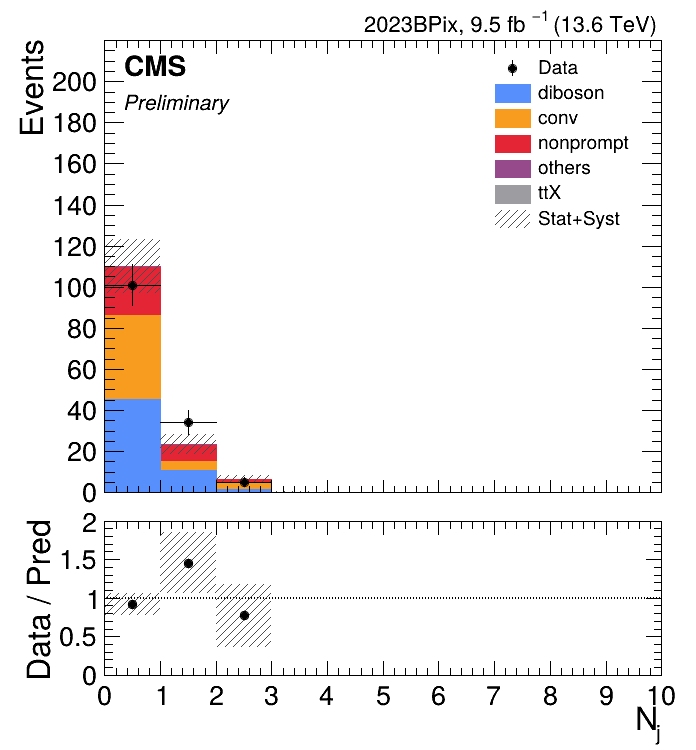 2023BPix, 9.5 fb⁻¹ (13.6 TeV)
CMS
Preliminary
Data
diboson
conv
nonprompt
others
ttX
Stat+Syst
Events
200
180
160
140
120
100
80
60
40
20
0
Data / Pred
2
1.5
1
0.5
0
0 1 2 3 4 5 6 7 8 9 10
N_j